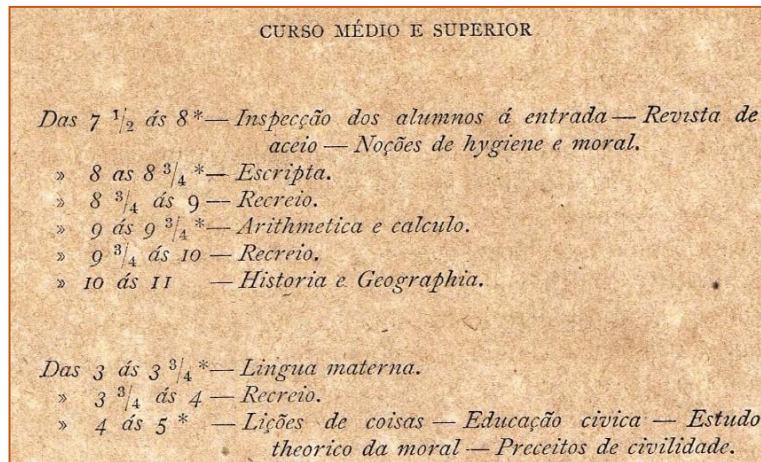 CURSO MÉDIO E SUPERIOR
Das 7 1/2 ás 8*— Inspecção dos alumnos á entrada — Revista de
aceio — Noções de hygiene e moral.
» 8 as 8 3/4 *— Escripta.
» 8 3/4 ás 9 — Recreio.
» 9 ás 9 3/4 *— Arithmetica e calculo.
» 9 3/4 ás 10 — Recreio.
» 10 ás 11 — Historia e Geographia.
Das 3 ás 3 3/4 *— Lingua materna.
» 3 3/4 ás 4 — Recreio.
» 4 ás 5 * — Lições de coisas — Educação civica — Estudo
theorico da moral — Preceitos de civilidade.